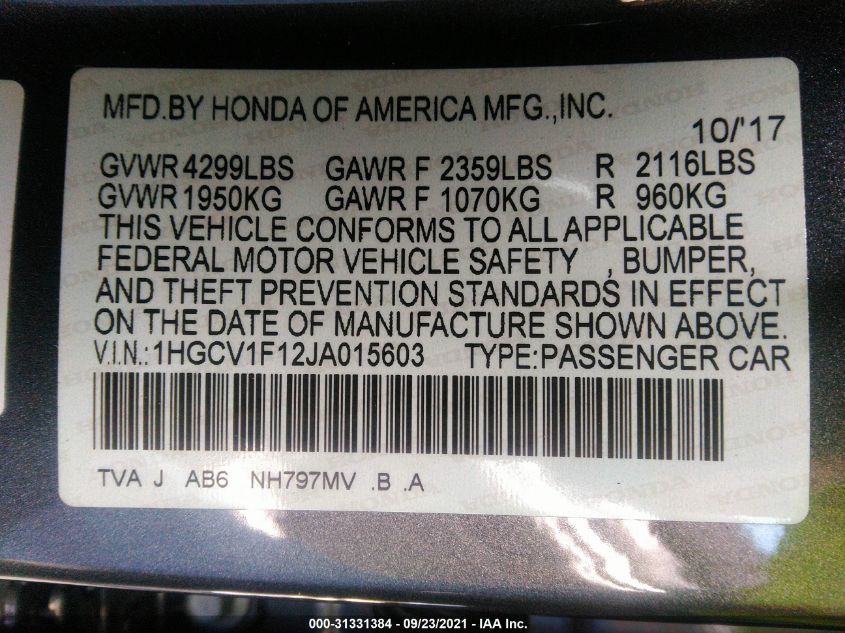 MFD.BY HONDA OF AMERICA MFG.,INC.
10/'17
GVWR 4299LBS GAWR F 2359LBS R 2116LBS
GVWR 1950KG GAWR F 1070KG R 960KG
THIS VEHICLE CONFORMS TO ALL APPLICABLE
FEDERAL MOTOR VEHICLE SAFETY , BUMPER,
AND THEFT PREVENTION STANDARDS IN EFFECT
ON THE DATE OF MANUFACTURE SHOWN ABOVE.
V.I.N.:1HGCV1F12JA015603 TYPE:PASSENGER CAR
TVA J AB6 NH797MV .B .A
000-31331384 - 09/23/2021 - IAA Inc.